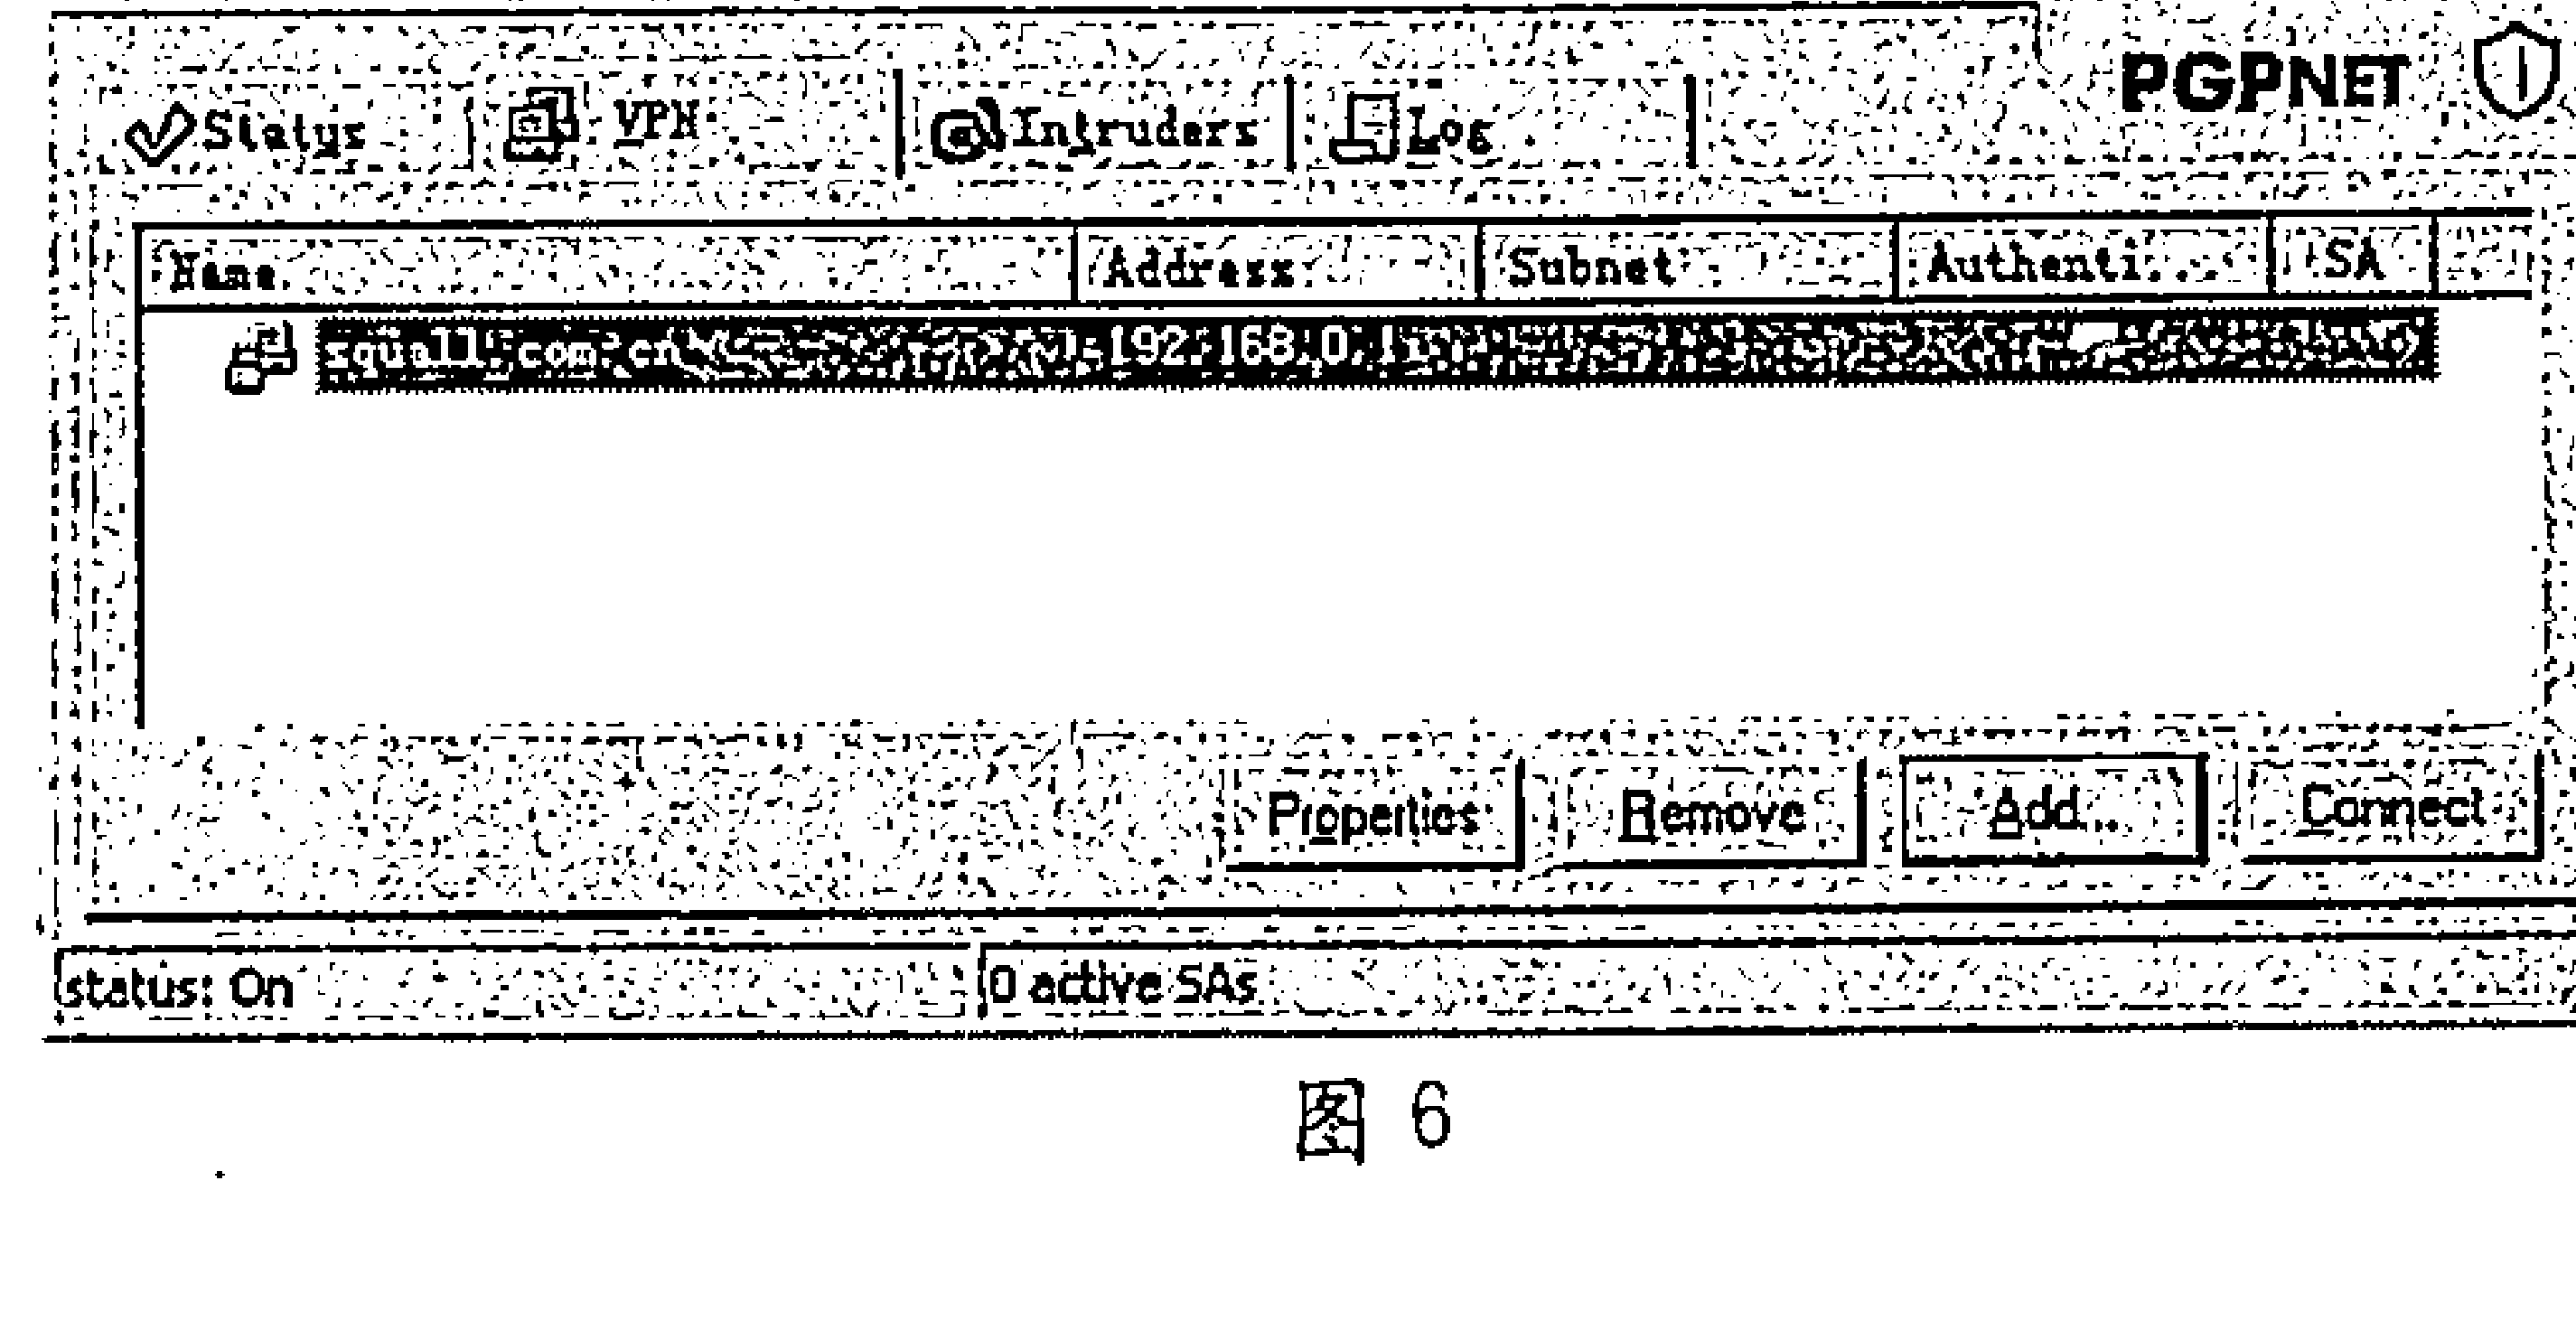 PGPNET
Status VPN Intruders Log
Name Address Subnet Authenti... SA
squall.com.cn 192.168.0.1
Properties Remove Add... Connect
status: On 0 active SAs
图 6